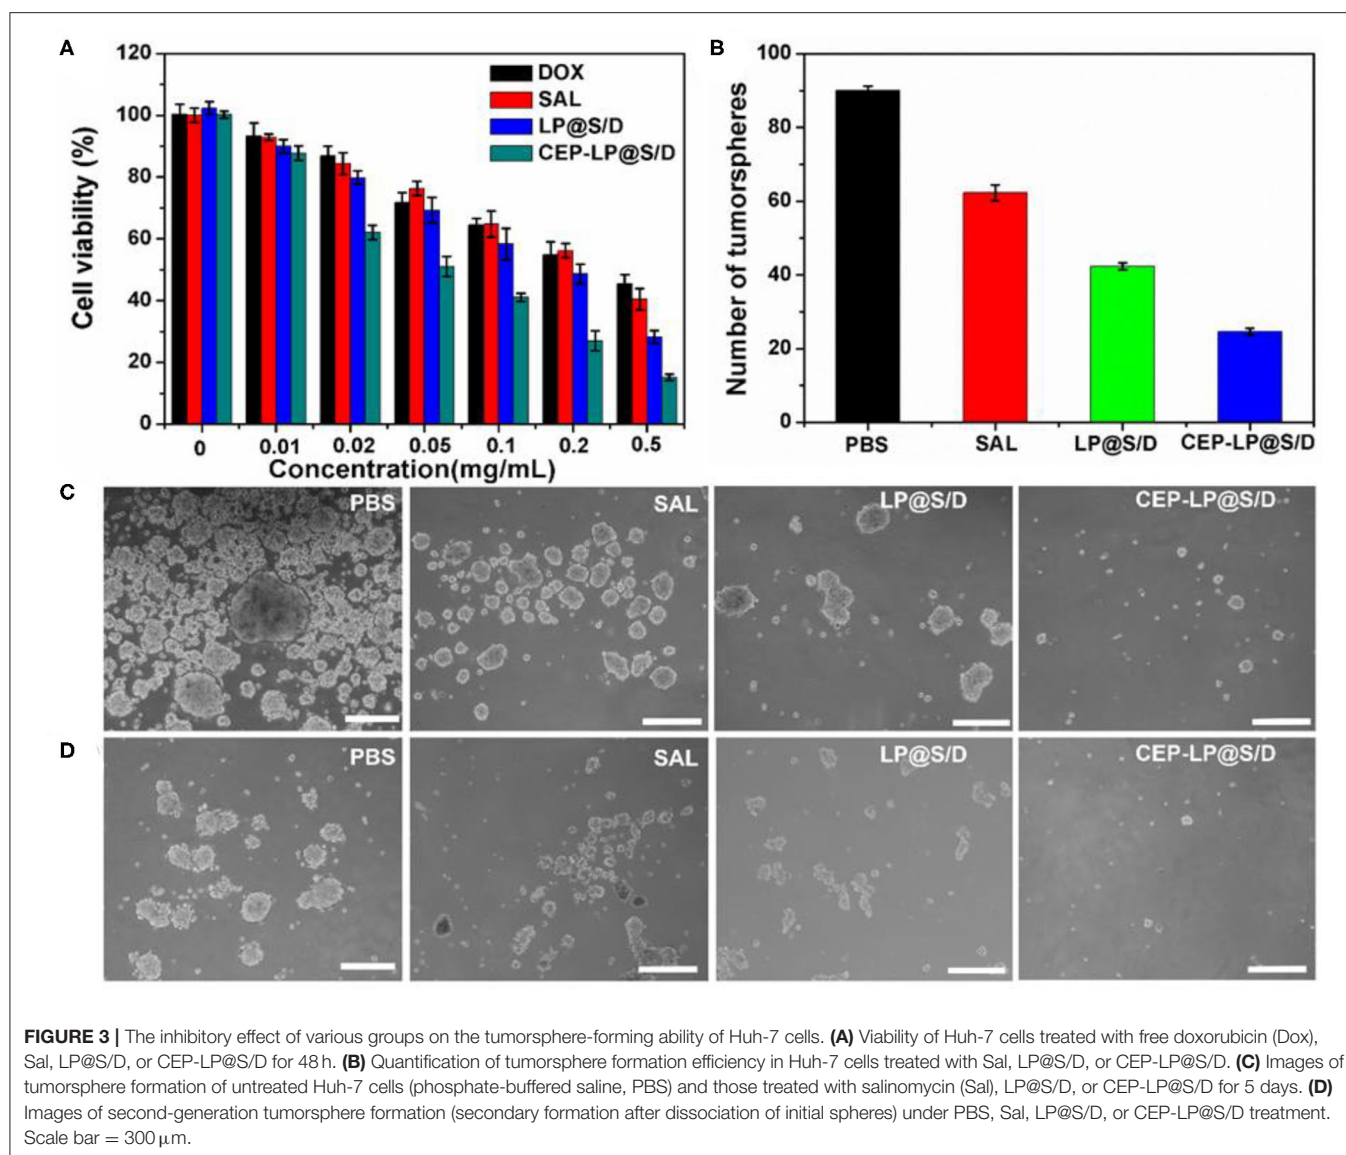 A
Cell viability (%)
120
100
80
60
40
20
0
DOX
SAL
LP@S/D
CEP-LP@S/D
0 0.01 0.02 0.05 0.1 0.2 0.5
Concentration(mg/mL)
B
Number of tumorspheres
100
80
60
40
20
0
PBS SAL LP@S/D CEP-LP@S/D
C
PBS SAL LP@S/D CEP-LP@S/D
D
PBS SAL LP@S/D CEP-LP@S/D
FIGURE 3 | The inhibitory effect of various groups on the tumorsphere-forming ability of Huh-7 cells. (A) Viability of Huh-7 cells treated with free doxorubicin (Dox),
Sal, LP@S/D, or CEP-LP@S/D for 48 h. (B) Quantification of tumorsphere formation efficiency in Huh-7 cells treated with Sal, LP@S/D, or CEP-LP@S/D. (C) Images of
tumorsphere formation of untreated Huh-7 cells (phosphate-buffered saline, PBS) and those treated with salinomycin (Sal), LP@S/D, or CEP-LP@S/D for 5 days. (D)
Images of second-generation tumorsphere formation (secondary formation after dissociation of initial spheres) under PBS, Sal, LP@S/D, or CEP-LP@S/D treatment.
Scale bar = 300 μm.